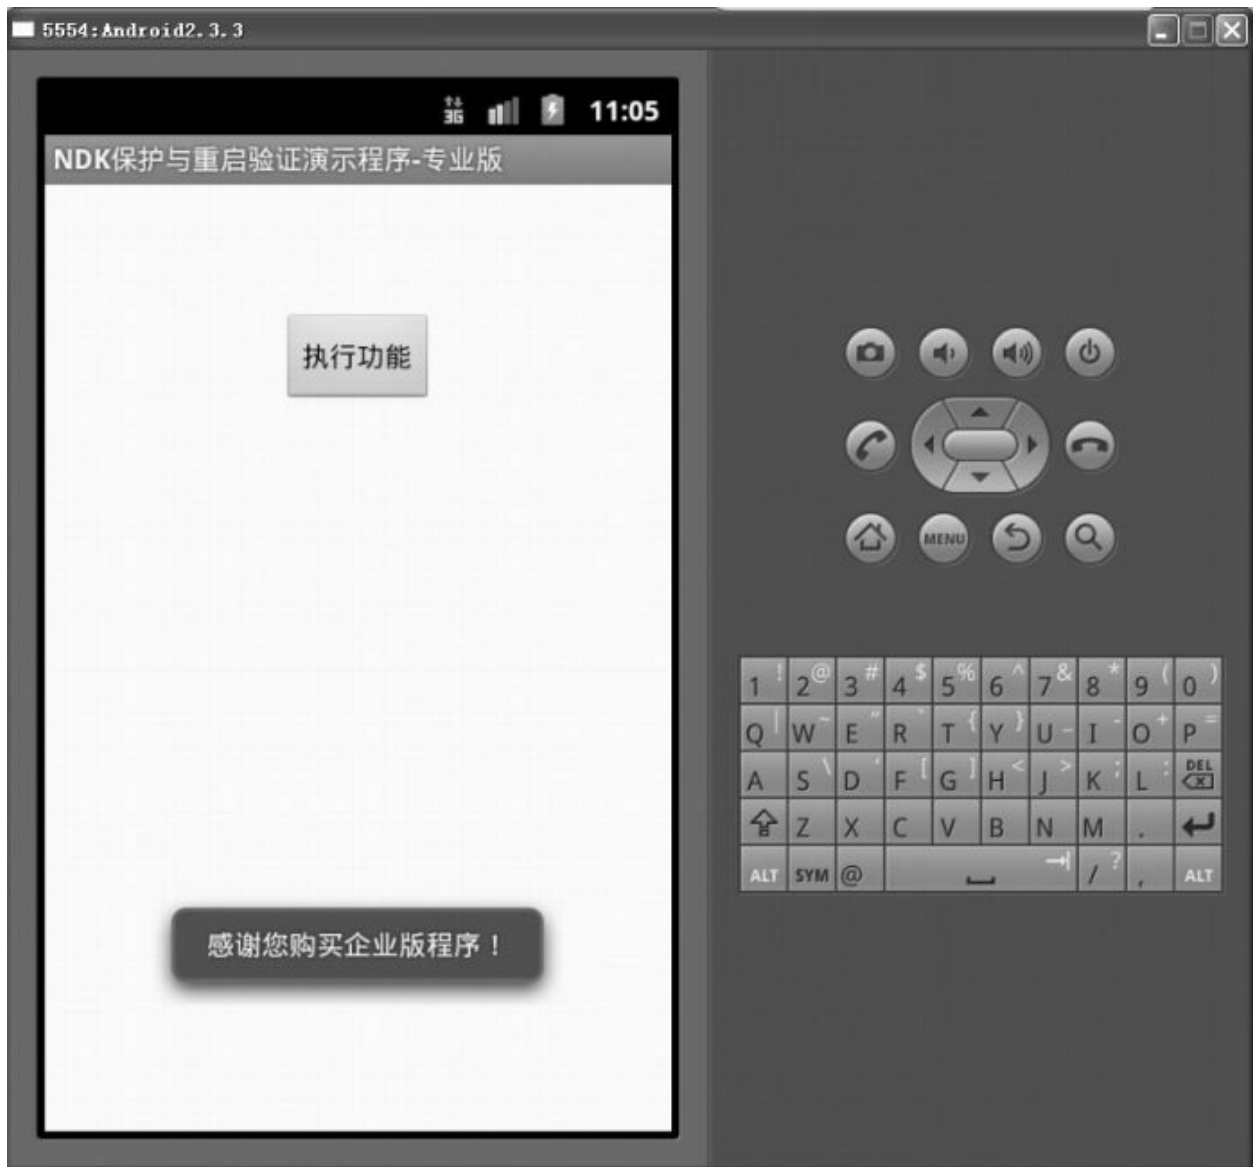 5554:Android2.3.3
3G 11:05
NDK保护与重启验证演示程序-专业版
执行功能
感谢您购买企业版程序！
MENU
1 ! 2 @ 3 # 4 $ 5 % 6 ^ 7 & 8 * 9 ( 0 )
Q | W ~ E " R ` T { Y } U _ I - O + P =
A S \ D ' F [ G ] H < J > K ; L : DEL
Z X C V B N M .
ALT SYM @ / ? , ALT